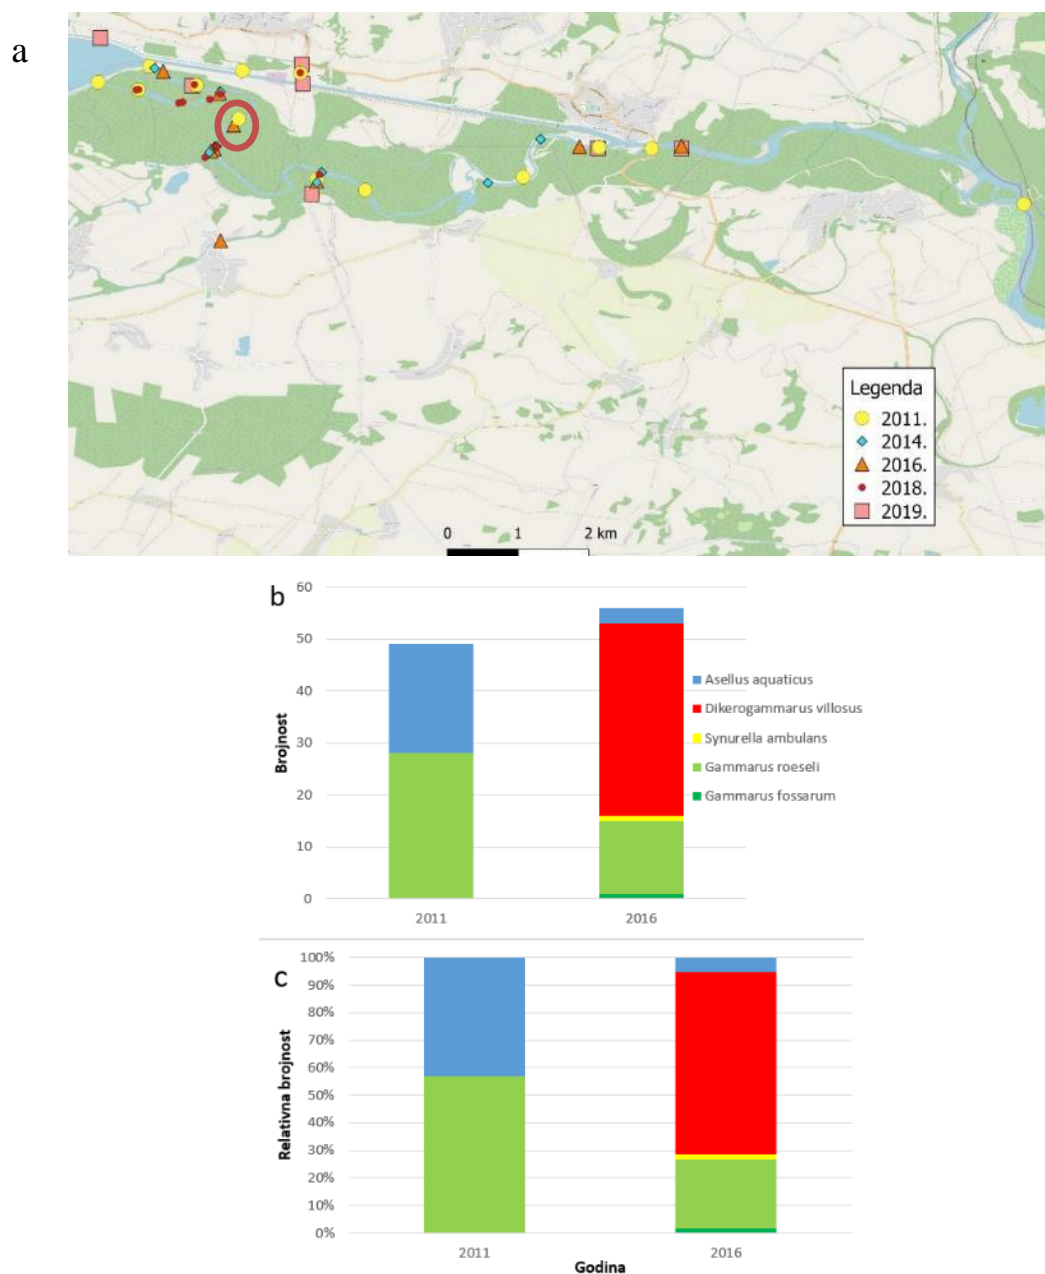 a
Legenda
2011.
2014.
2016.
2018.
2019.
0 1 2 km
b
60
50
40
30
20
10
0
Brojnost
2011 2016
Asellus aquaticus
Dikerogammarus villosus
Synurella ambulans
Gammarus roeseli
Gammarus fossarum
c
100%
90%
80%
70%
60%
50%
40%
30%
20%
10%
0%
Relativna brojnost
2011 2016
Godina